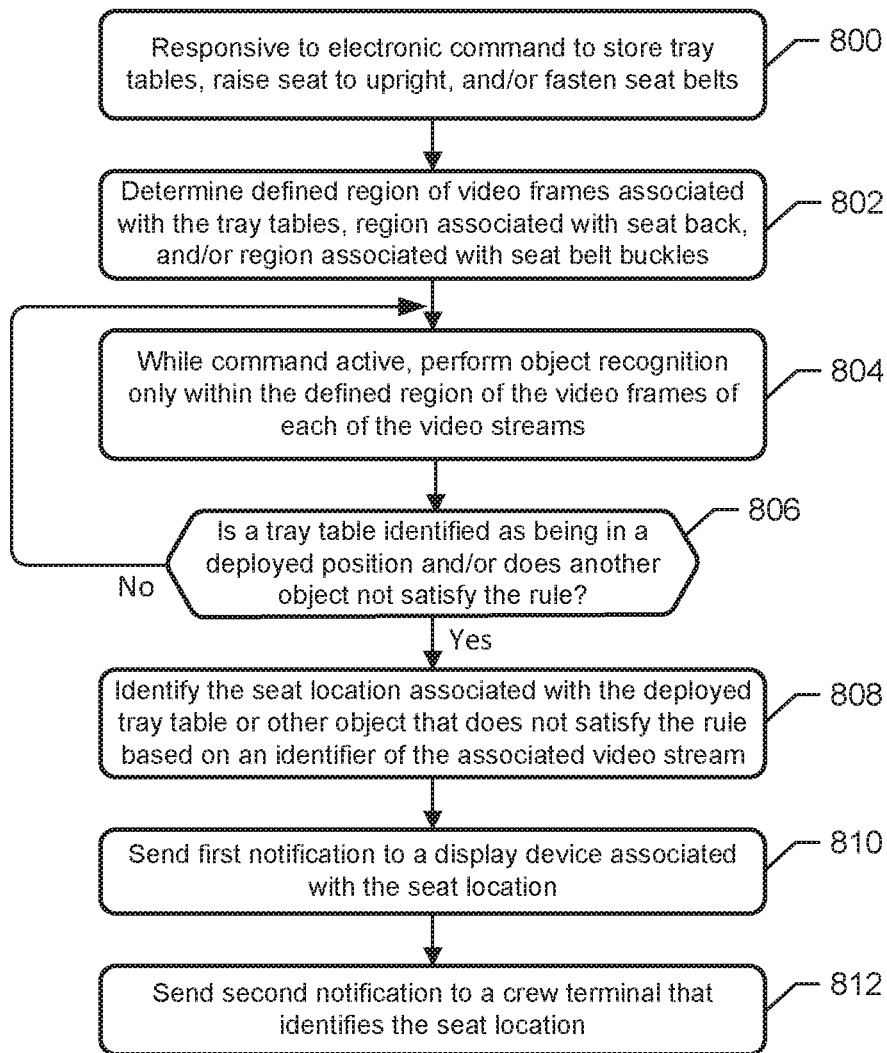 Responsive to electronic command to store tray
tables, raise seat to upright, and/or fasten seat belts
800
Determine defined region of video frames associated
with the tray tables, region associated with seat back,
and/or region associated with seat belt buckles
802
While command active, perform object recognition
only within the defined region of the video frames of
each of the video streams
804
Is a tray table identified as being in a
deployed position and/or does another
object not satisfy the rule?
806
No
Yes
Identify the seat location associated with the deployed
tray table or other object that does not satisfy the rule
based on an identifier of the associated video stream
808
Send first notification to a display device associated
with the seat location
810
Send second notification to a crew terminal that
identifies the seat location
812